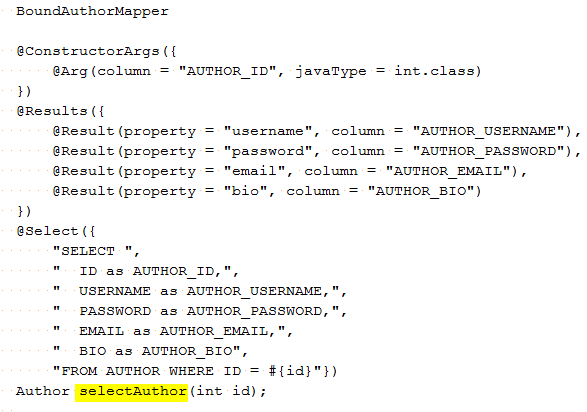 BoundAuthorMapper
@ConstructorArgs({
@Arg(column = "AUTHOR_ID", javaType = int.class)
})
@Results({
@Result(property = "username", column = "AUTHOR_USERNAME"),
@Result(property = "password", column = "AUTHOR_PASSWORD"),
@Result(property = "email", column = "AUTHOR_EMAIL"),
@Result(property = "bio", column = "AUTHOR_BIO")
})
@Select({
"SELECT ",
"  ID as AUTHOR_ID,",
"  USERNAME as AUTHOR_USERNAME,",
"  PASSWORD as AUTHOR_PASSWORD,",
"  EMAIL as AUTHOR_EMAIL,",
"  BIO as AUTHOR_BIO",
"FROM AUTHOR WHERE ID = #{id}"})
Author selectAuthor(int id);